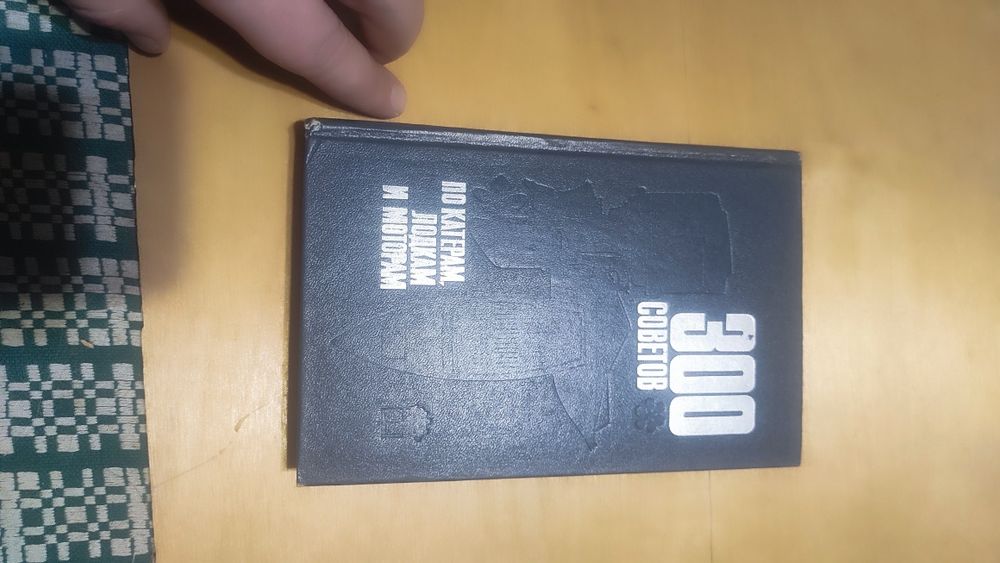 300
СОВЕТОВ
ПО КАТЕРАМ,
ЛОДКАМ
И МОТОРАМ